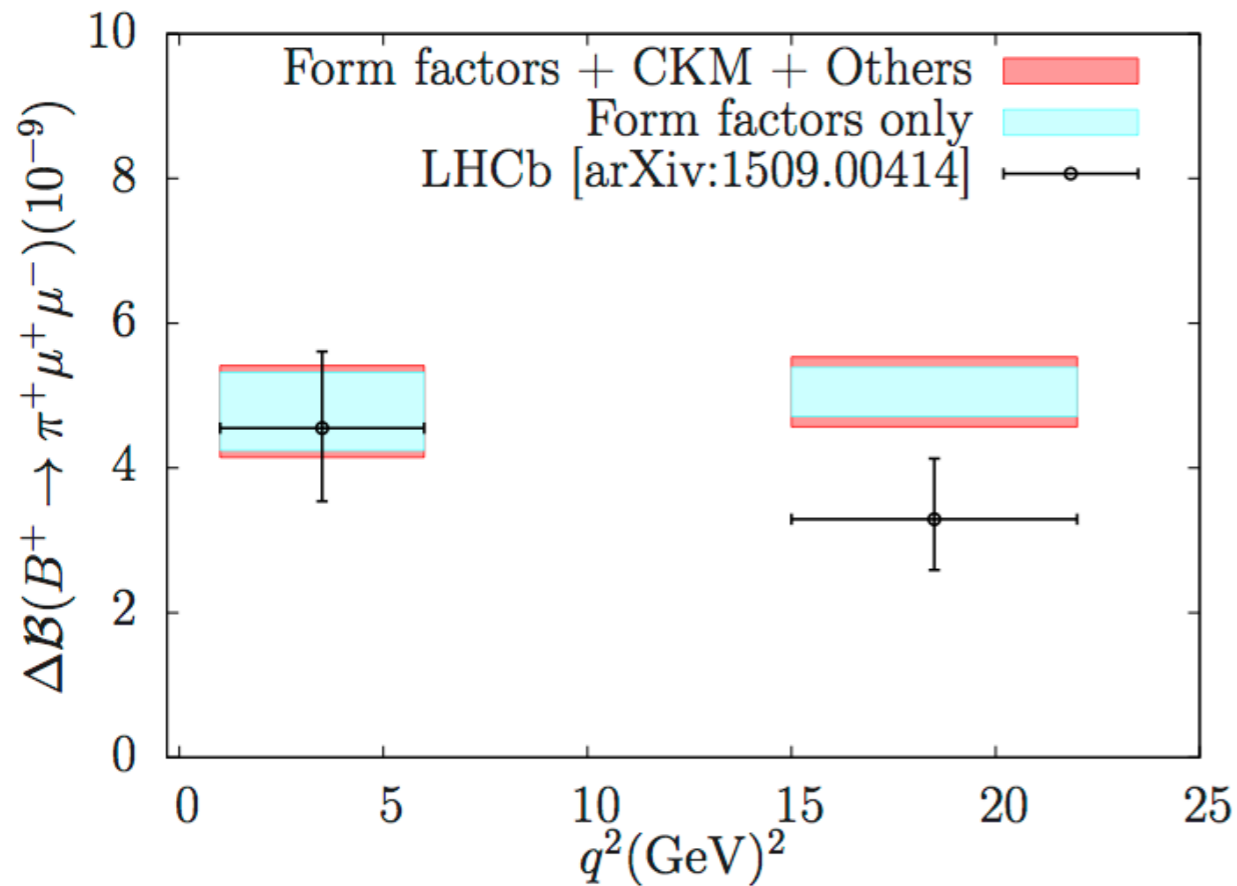 10
8
6
4
2
0
ΔB(B⁺ → π⁺μ⁺μ⁻)(10⁻⁹)
Form factors + CKM + Others
Form factors only
LHCb [arXiv:1509.00414]
0 5 10 15 20 25
q²(GeV)²